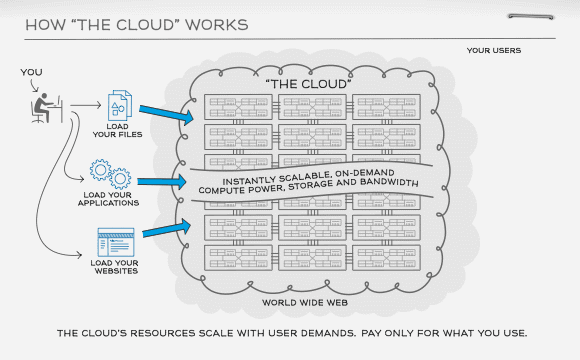 HOW "THE CLOUD" WORKS
YOUR USERS
YOU
"THE CLOUD"
LOAD
YOUR FILES
INSTANTLY SCALABLE, ON-DEMAND
COMPUTE POWER, STORAGE AND BANDWIDTH
LOAD YOUR
APPLICATIONS
LOAD YOUR
WEBSITES
WORLD WIDE WEB
THE CLOUD'S RESOURCES SCALE WITH USER DEMANDS. PAY ONLY FOR WHAT YOU USE.